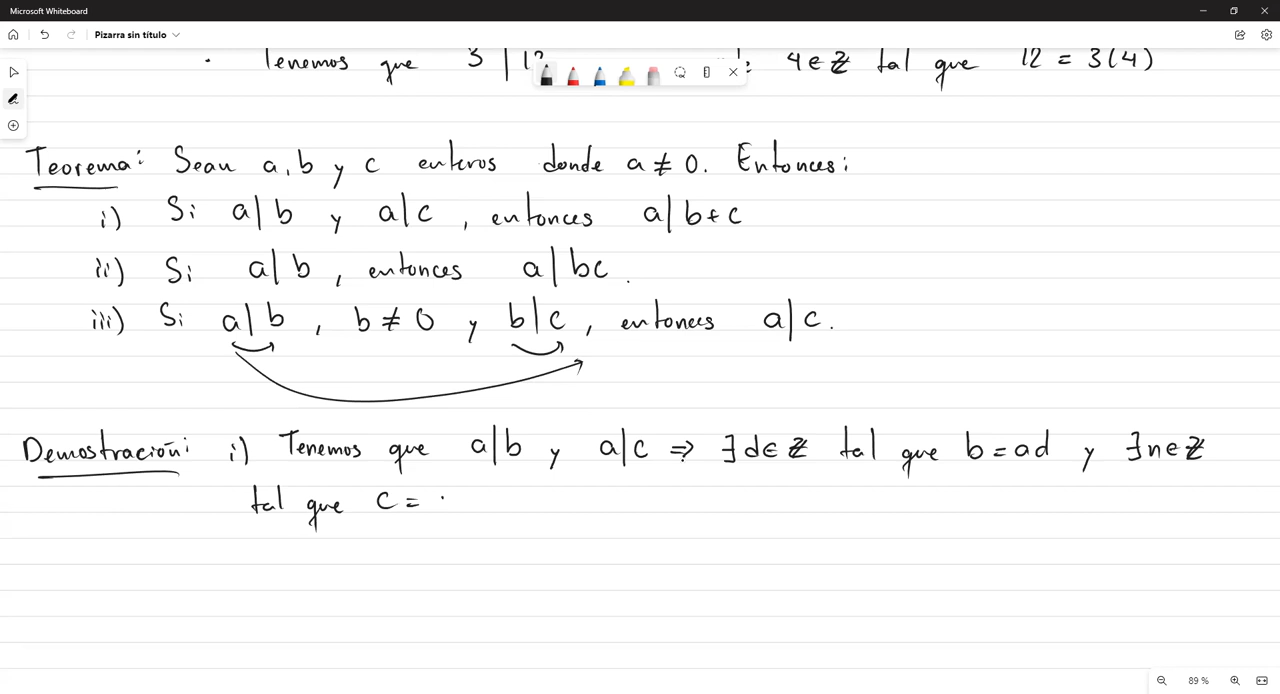 Microsoft Whiteboard
Pizarra sin título
· Tenemos que 3 | 12 4 ∈ ℤ tal que 12 = 3(4)
Teorema: Sean a, b y c enteros donde a ≠ 0. Entonces:
i) Si a|b y a|c, entonces a|b+c
ii) Si a|b, entonces a|bc.
iii) Si a|b, b ≠ 0 y b|c, entonces a|c.
Demostración: i) Tenemos que a|b y a|c ⇒ ∃d∈ℤ tal que b=ad y ∃n∈ℤ
tal que c =
89 %